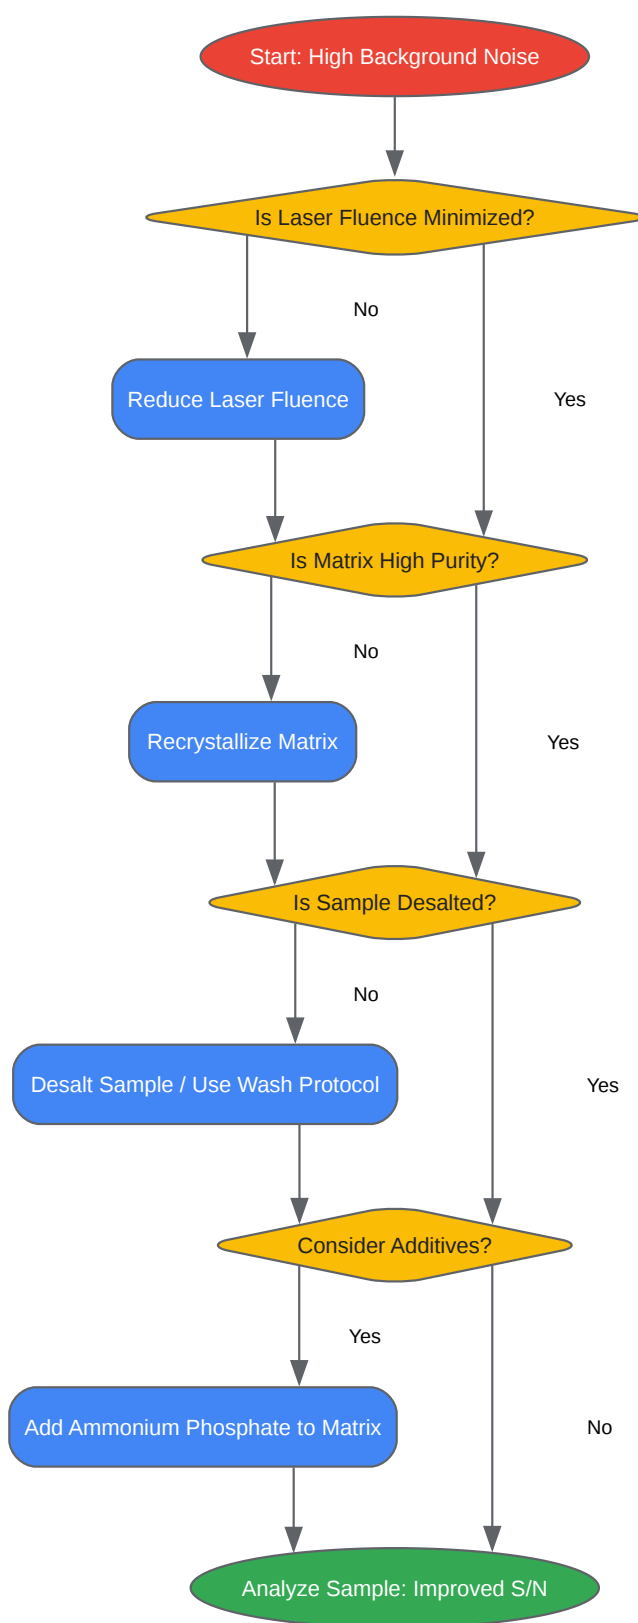 Start: High Background Noise
Is Laser Fluence Minimized?
No
Reduce Laser Fluence
Yes
Is Matrix High Purity?
No
Recrystallize Matrix
Yes
Is Sample Desalted?
No
Desalt Sample / Use Wash Protocol
Yes
Consider Additives?
Yes
Add Ammonium Phosphate to Matrix
No
Analyze Sample: Improved S/N